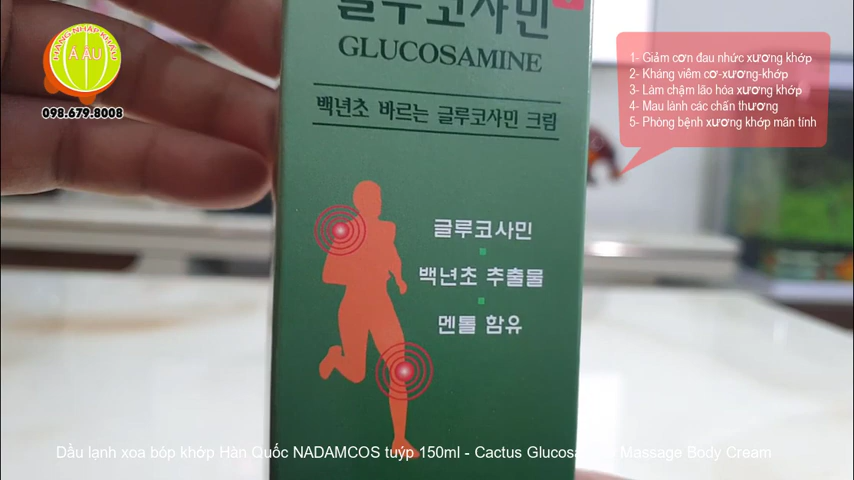 HÀNG NHẬP KHẨU
Á ÂU
098.679.8008
글루코사민
GLUCOSAMINE
백년초 바르는 글루코사민 크림
글루코사민
백년초 추출물
멘톨 함유
1- Giảm cơn đau nhức xương khớp
2- Kháng viêm cơ-xương-khớp
3- Làm chậm lão hóa xương khớp
4- Mau lành các chấn thương
5- Phòng bệnh xương khớp mãn tính
Dầu lạnh xoa bóp khớp Hàn Quốc NADAMCOS tuýp 150ml - Cactus Massage Body Cream